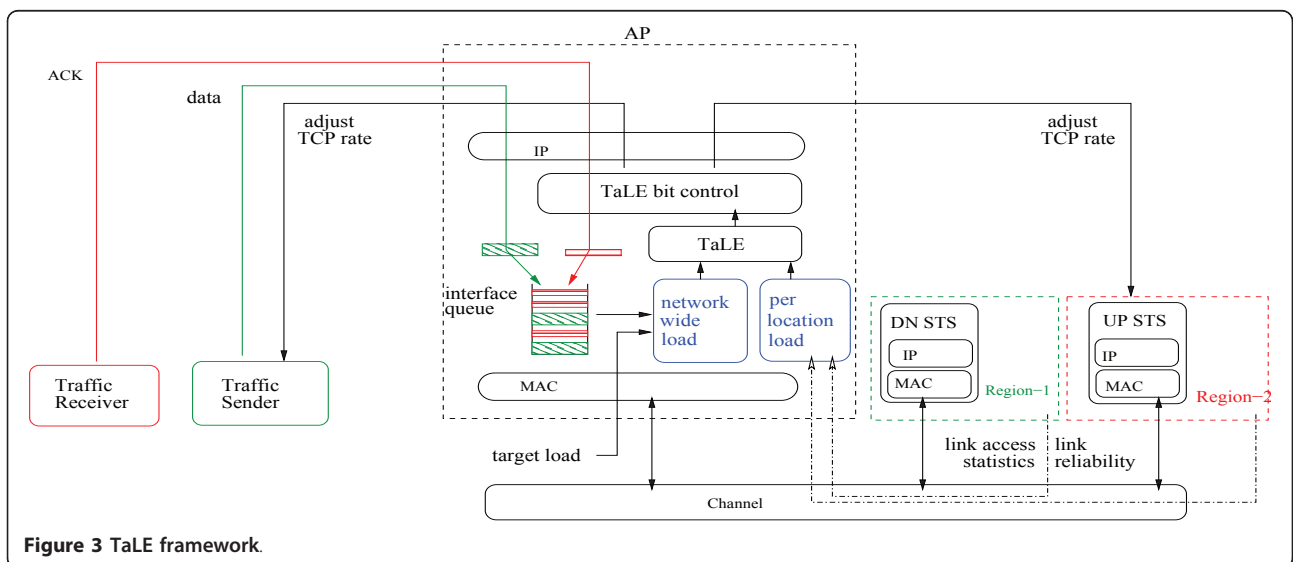 AP
ACK
data
adjust
TCP rate
adjust
TCP rate
IP
TaLE bit control
TaLE
interface
queue
network
wide
load
per
location
load
DN STS
IP
MAC
Region−1
UP STS
IP
MAC
Region−2
Traffic
Receiver
Traffic
Sender
MAC
target load
link access
statistics
link
reliability
Channel
Figure 3 TaLE framework.